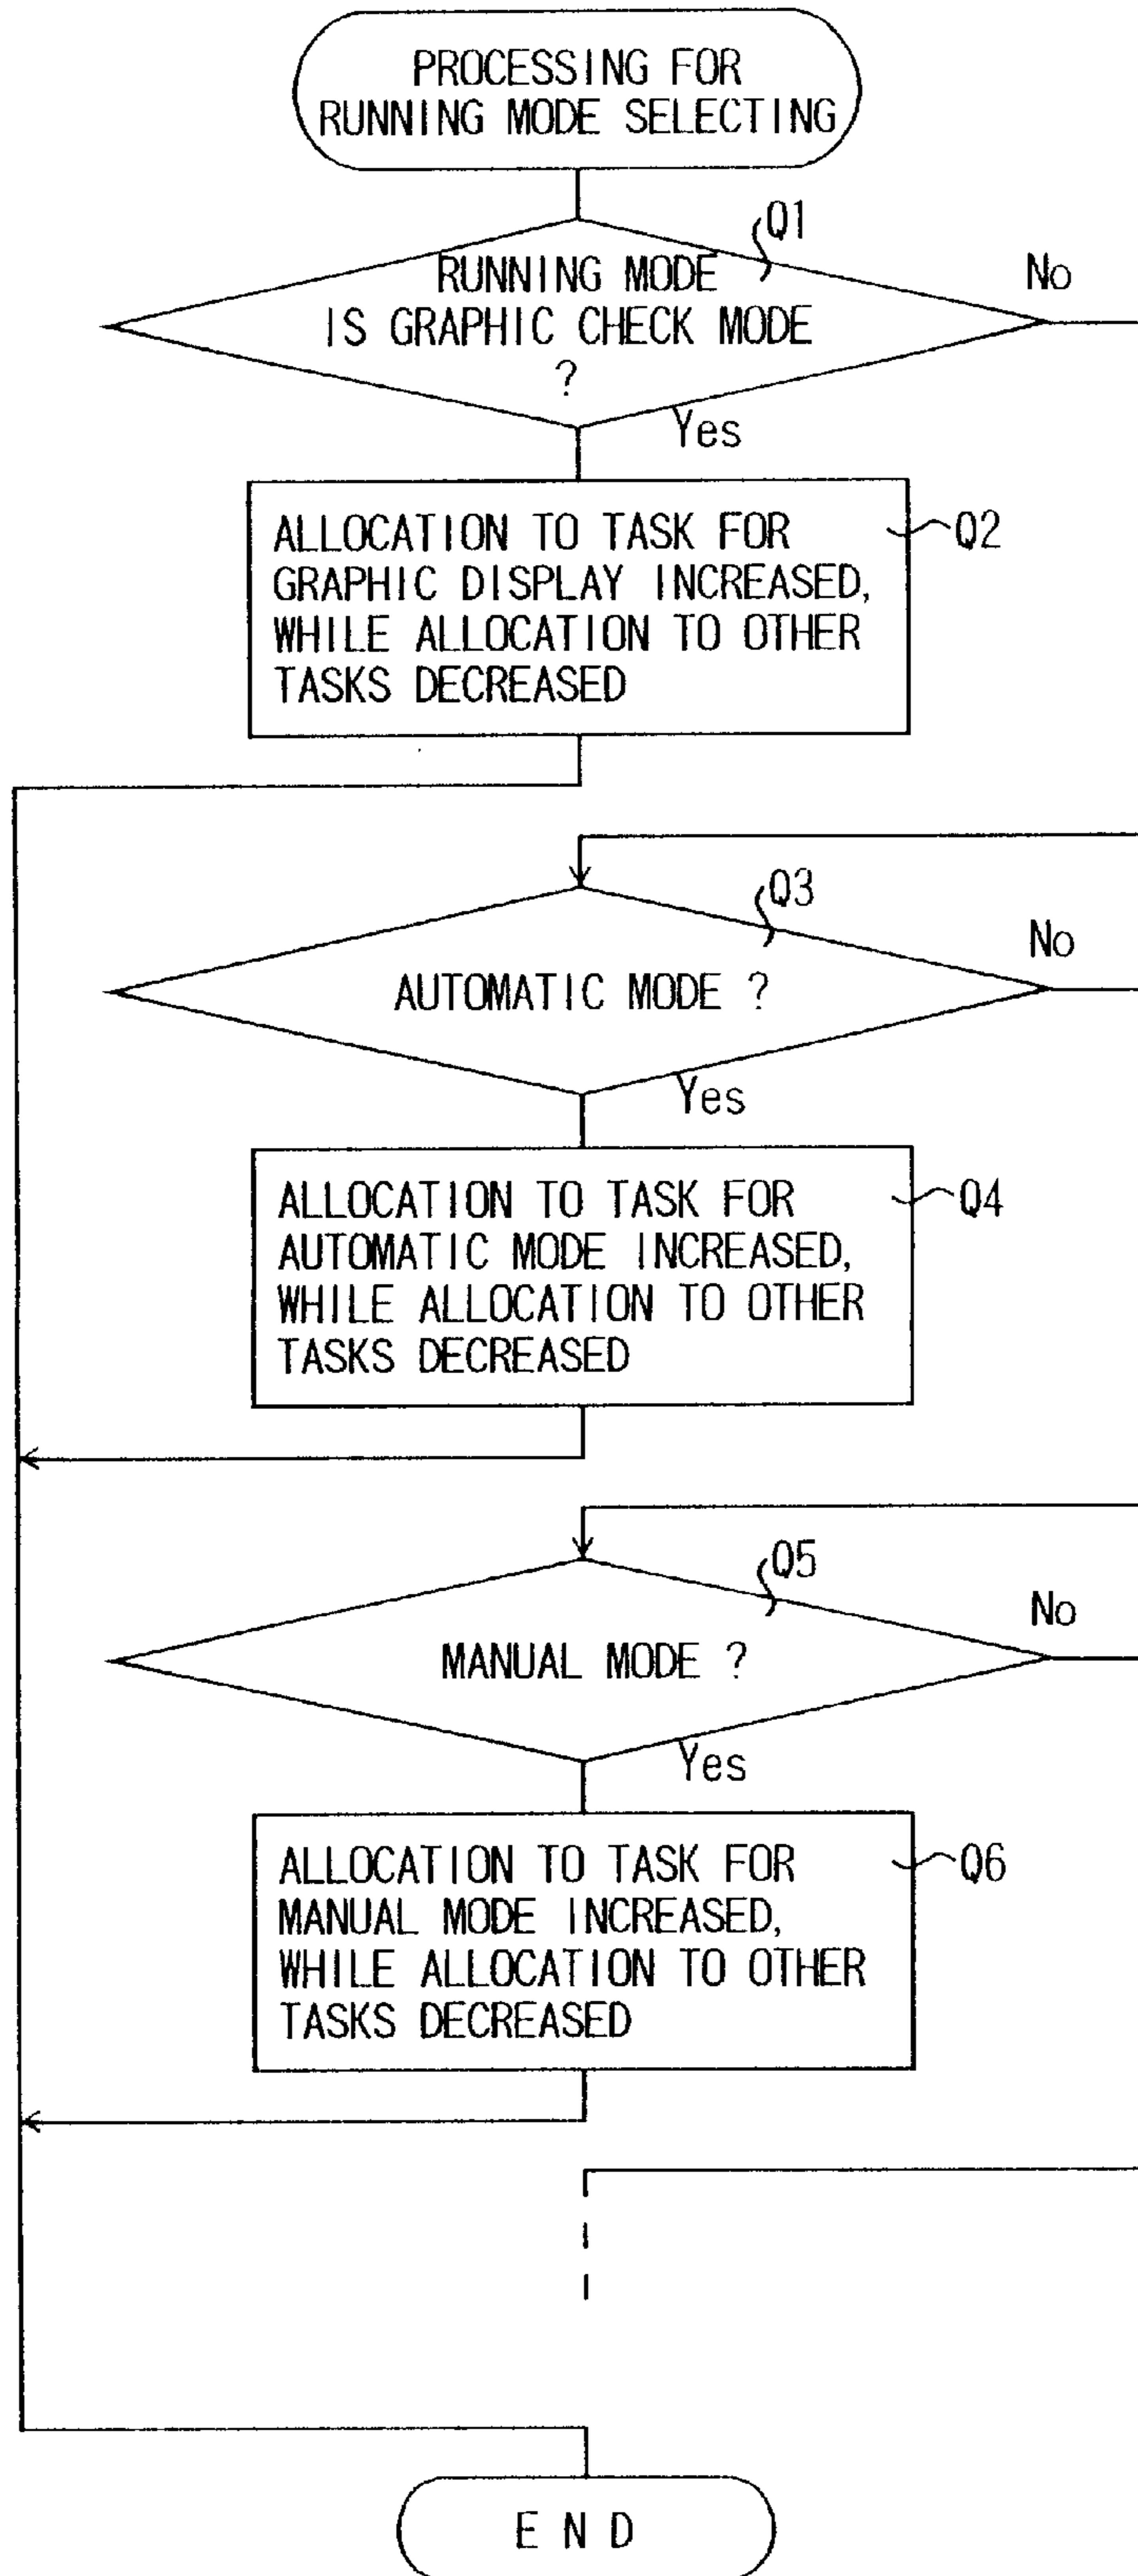 PROCESSING FOR
RUNNING MODE SELECTING
Q1
No
RUNNING MODE
IS GRAPHIC CHECK MODE
?
Yes
ALLOCATION TO TASK FOR
GRAPHIC DISPLAY INCREASED,
WHILE ALLOCATION TO OTHER
TASKS DECREASED
Q2
Q3
No
AUTOMATIC MODE ?
Yes
ALLOCATION TO TASK FOR
AUTOMATIC MODE INCREASED,
WHILE ALLOCATION TO OTHER
TASKS DECREASED
Q4
Q5
No
MANUAL MODE ?
Yes
ALLOCATION TO TASK FOR
MANUAL MODE INCREASED,
WHILE ALLOCATION TO OTHER
TASKS DECREASED
Q6
END